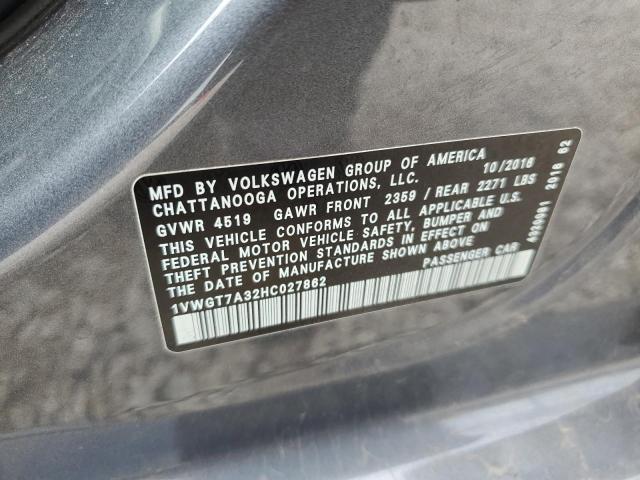 MFD BY VOLKSWAGEN GROUP OF AMERICA 10/2016
CHATTANOOGA OPERATIONS, LLC.
GVWR 4519 GAWR FRONT 2359 / REAR 2271 LBS
THIS VEHICLE CONFORMS TO ALL APPLICABLE U.S.
FEDERAL MOTOR VEHICLE SAFETY, BUMPER AND
THEFT PREVENTION STANDARDS IN EFFECT ON
THE DATE OF MANUFACTURE SHOWN ABOVE
1VWGT7A32HC027862 PASSENGER CAR
2016 62